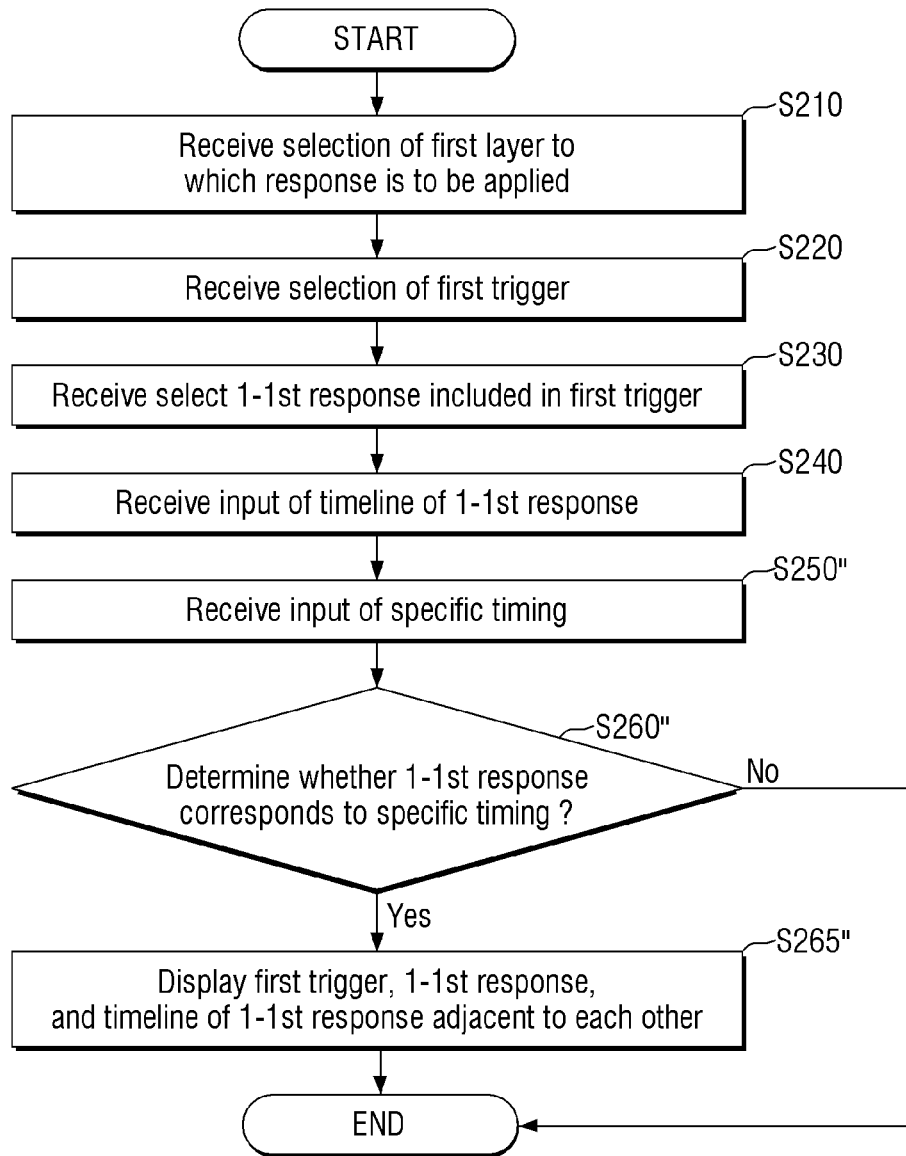 START
S210
Receive selection of first layer to
which response is to be applied
S220
Receive selection of first trigger
S230
Receive select 1-1st response included in first trigger
S240
Receive input of timeline of 1-1st response
S250"
Receive input of specific timing
S260"
Determine whether 1-1st response
corresponds to specific timing ?
No
Yes
S265"
Display first trigger, 1-1st response,
and timeline of 1-1st response adjacent to each other
END